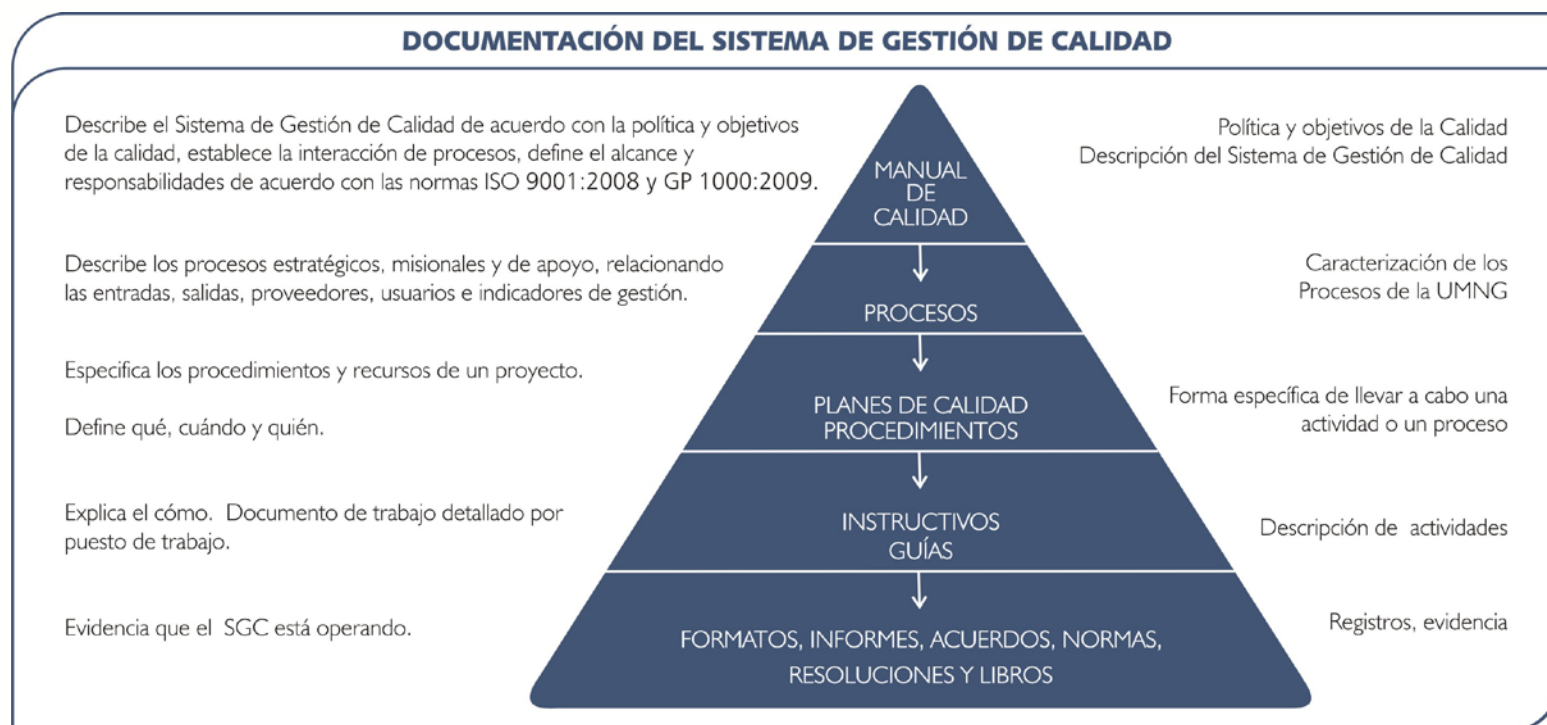 DOCUMENTACIÓN DEL SISTEMA DE GESTIÓN DE CALIDAD
Describe el Sistema de Gestión de Calidad de acuerdo con la política y objetivos
de la calidad, establece la interacción de procesos, define el alcance y
responsabilidades de acuerdo con las normas ISO 9001:2008 y GP 1000:2009.
MANUAL
DE
CALIDAD
Política y objetivos de la Calidad
Descripción del Sistema de Gestión de Calidad
Describe los procesos estratégicos, misionales y de apoyo, relacionando
las entradas, salidas, proveedores, usuarios e indicadores de gestión.
PROCESOS
Caracterización de los
Procesos de la UMNG
Especifica los procedimientos y recursos de un proyecto.
Define qué, cuándo y quién.
PLANES DE CALIDAD
PROCEDIMIENTOS
Forma específica de llevar a cabo una
actividad o un proceso
Explica el cómo. Documento de trabajo detallado por
puesto de trabajo.
INSTRUCTIVOS
GUÍAS
Descripción de actividades
Evidencia que el SGC está operando.
FORMATOS, INFORMES, ACUERDOS, NORMAS,
RESOLUCIONES Y LIBROS
Registros, evidencia